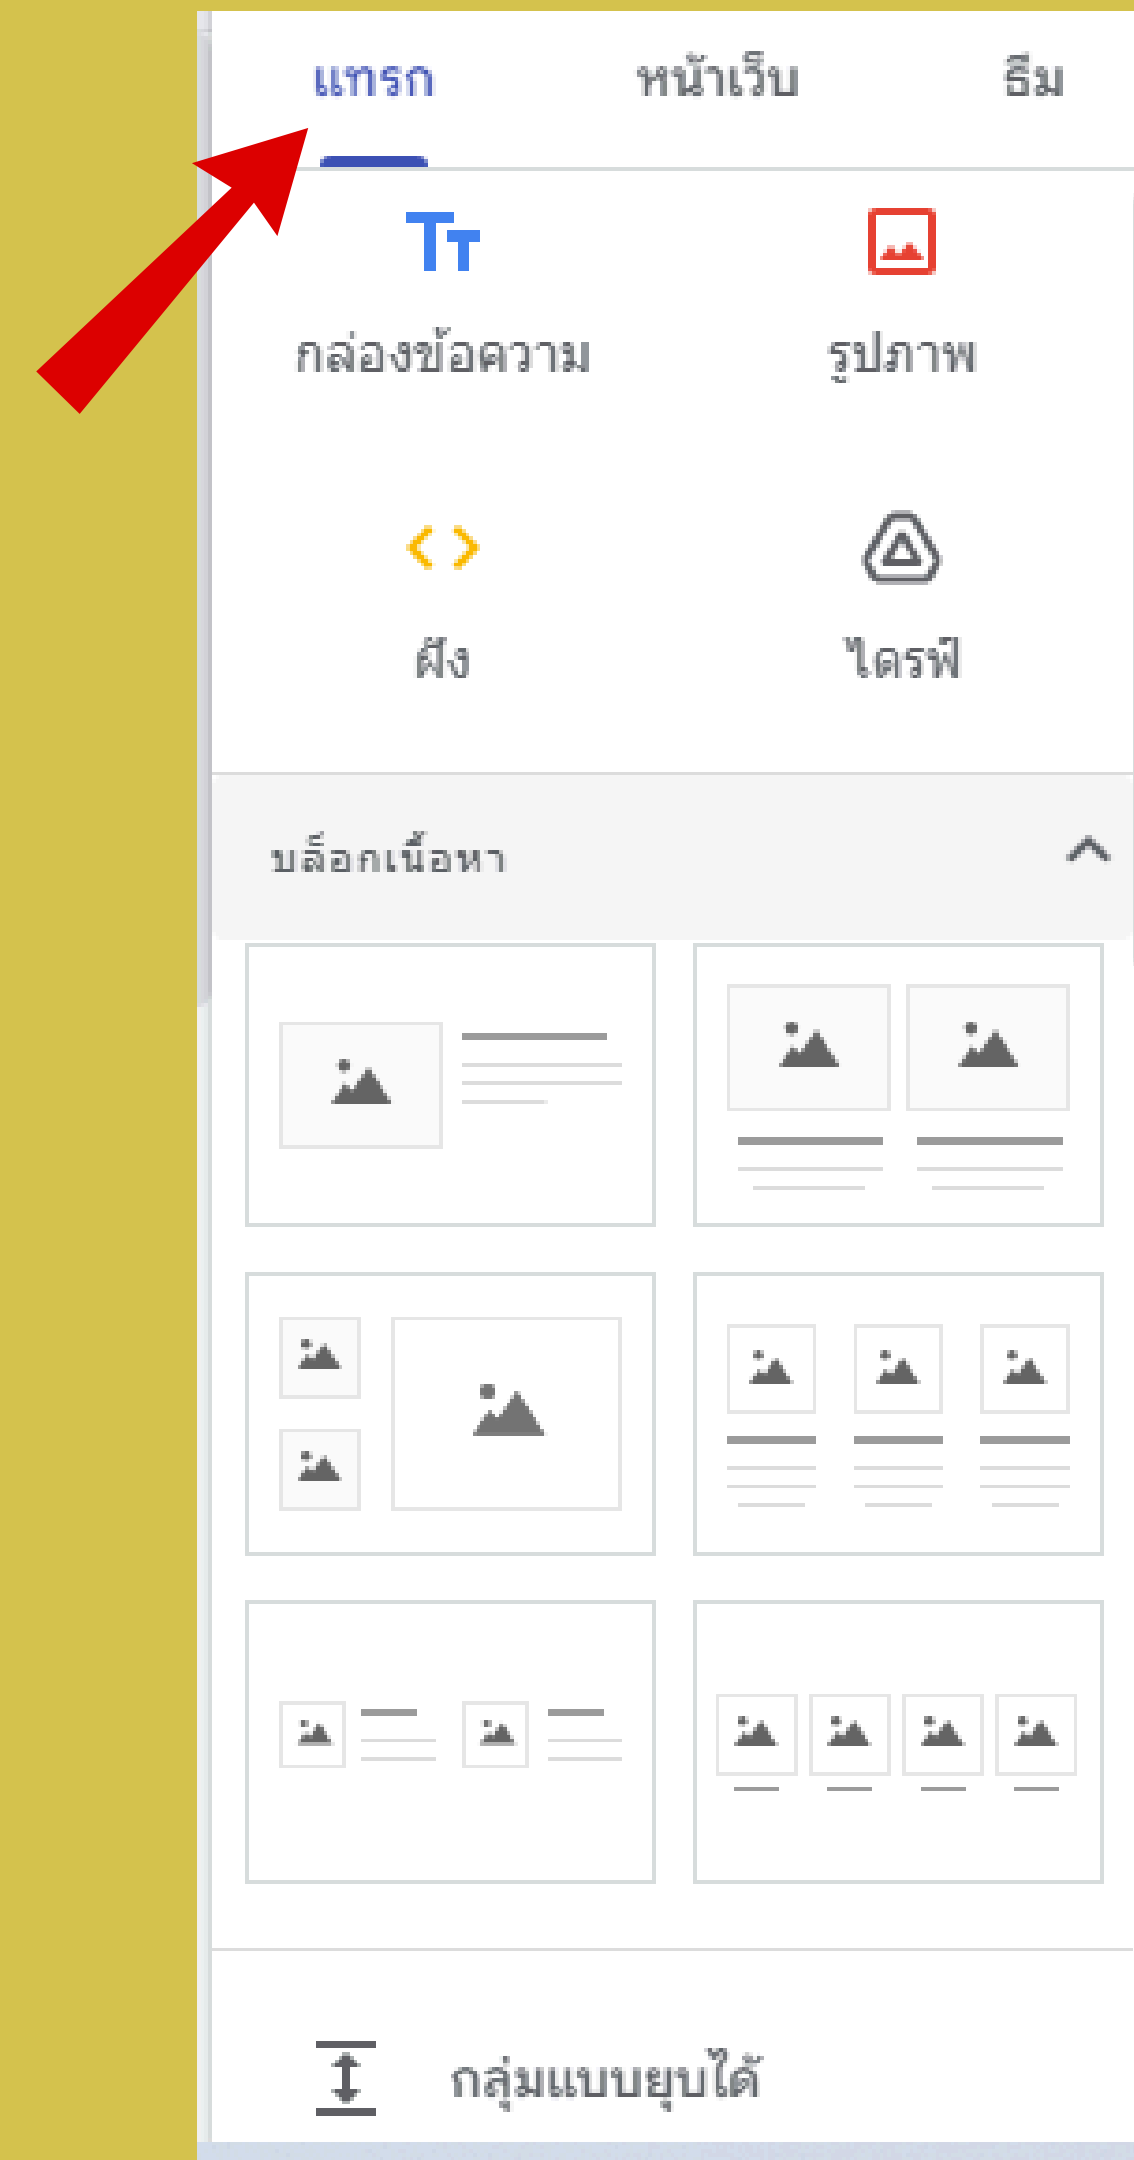 แทรก หน้าเว็บ ธีม
กล่องข้อความ รูปภาพ
ฝัง ไดรฟ์
บล็อกเนื้อหา
กลุ่มแบบยุบได้